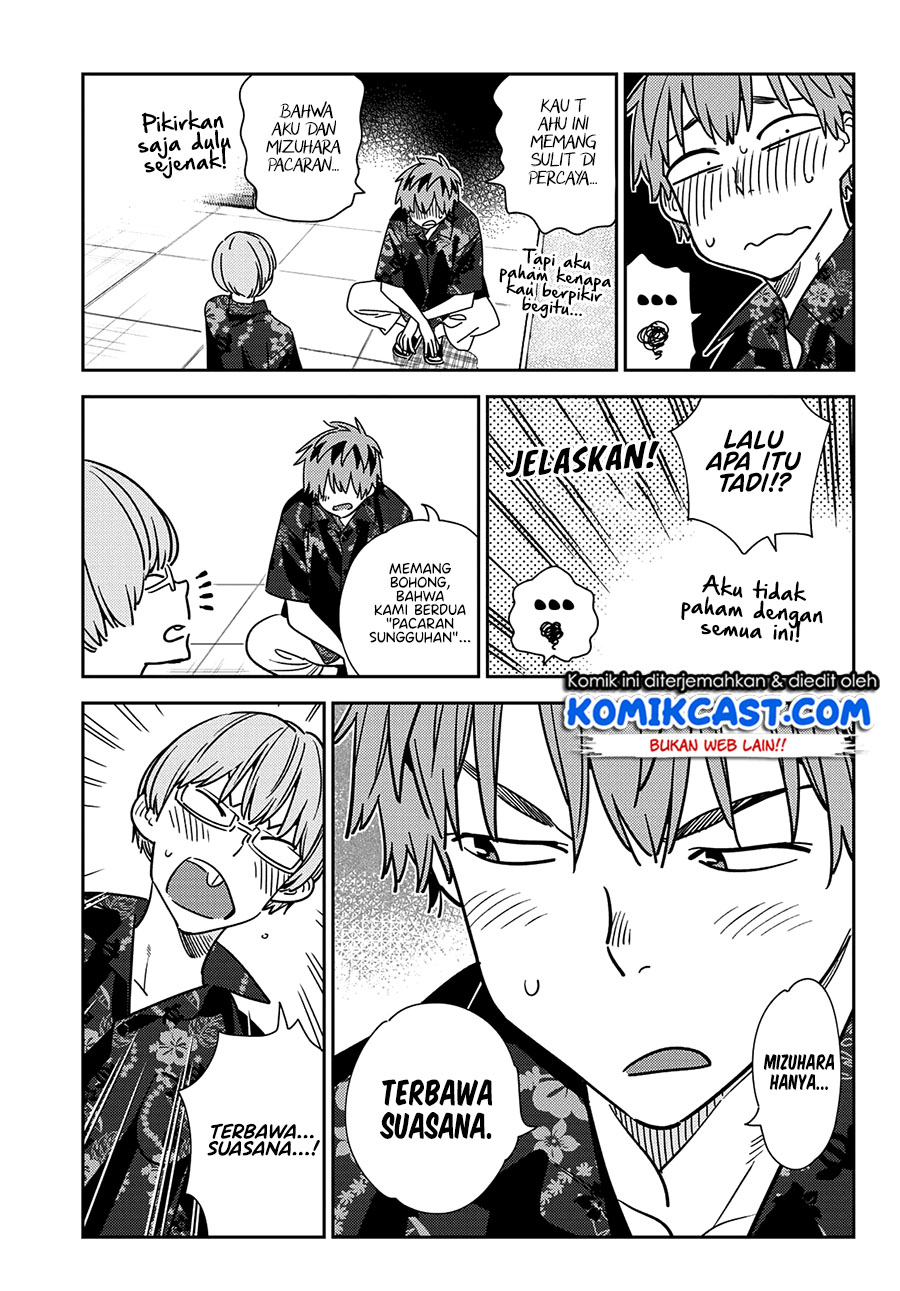 •••
KAU T
AHU INI
MEMANG
SULIT DI
PERCAYA...
Tapi aku
paham kenapa
kau berpikir
begitu...
BAHWA
AKU DAN
MIZUHARA
PACARAN...
Pikirkan
saja dulu
sejenak!
LALU
APA ITU
TADI!?
JELASKAN!
Aku tidak
paham dengan
semua ini!
•••
MEMANG
BOHONG,
BAHWA
KAMI BERDUA
"PACARAN
SUNGGUHAN"...
Komik ini diterjemahkan & diedit oleh
KOMIKCAST.COM
BUKAN WEB LAIN!!
MIZUHARA
HANYA...
TERBAWA
SUASANA.
TERBAWA...
SUASANA...!